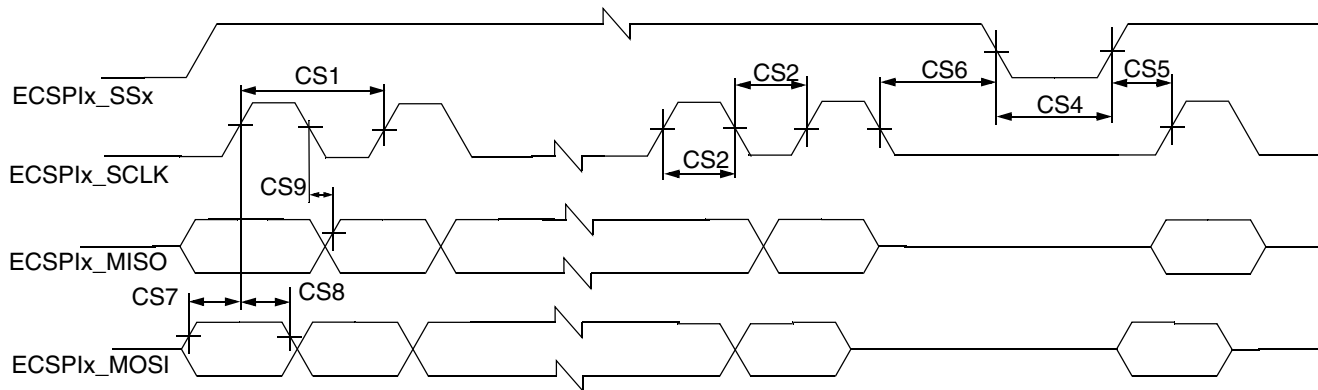 ECSPIx_SSx
CS1
CS2
CS6
CS5
CS4
CS2
ECSPIx_SCLK
CS9
ECSPIx_MISO
CS7
CS8
ECSPIx_MOSI